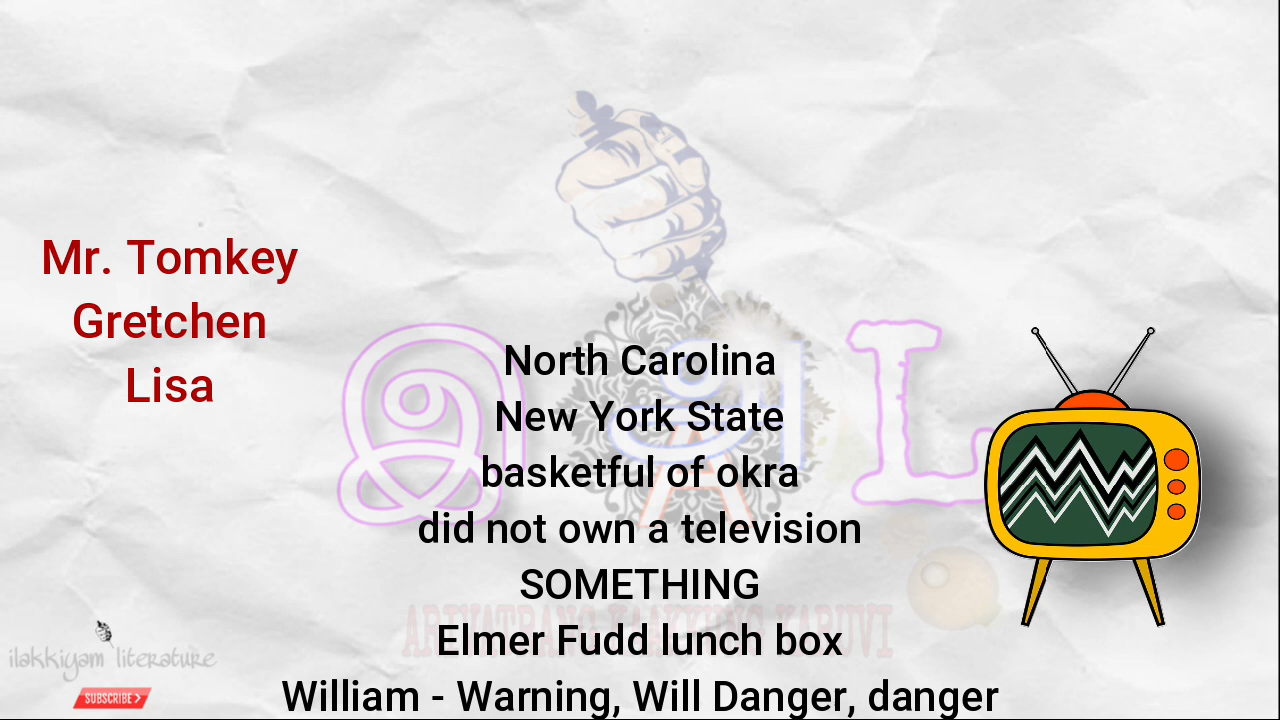 Mr. Tomkey
Gretchen
Lisa
North Carolina
New York State
basketful of okra
did not own a television
SOMETHING
Elmer Fudd lunch box
William - Warning, Will Danger, danger
இ
L
ilakkiyam literature
SUBSCRIBE >